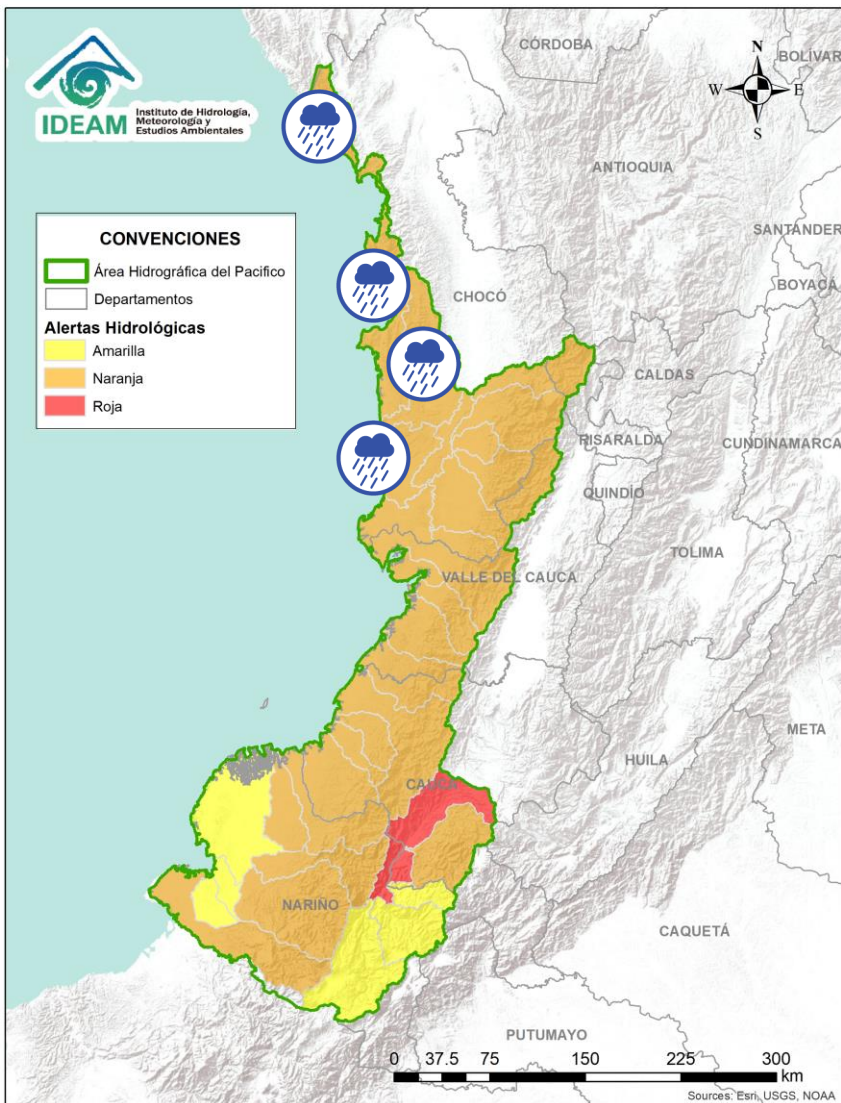 IDEAM
Instituto de Hidrología,
Meteorología y
Estudios Ambientales
N
W
E
S
CÓRDOBA
BOLÍVAR
ANTIOQUIA
SANTANDER
BOYACÁ
CONVENCIONES
Área Hidrográfica del Pacifico
Departamentos
Alertas Hidrológicas
Amarilla
Naranja
Roja
CHOCÓ
CALDAS
RISARALDA
CUNDINAMARCA
QUINDÍO
TOLIMA
VALLE DEL CAUCA
META
HUILA
CAUCA
NARIÑO
CAQUETÁ
PUTUMAYO
0 37.5 75 150 225 300
km
Sources: Esri, USGS, NOAA